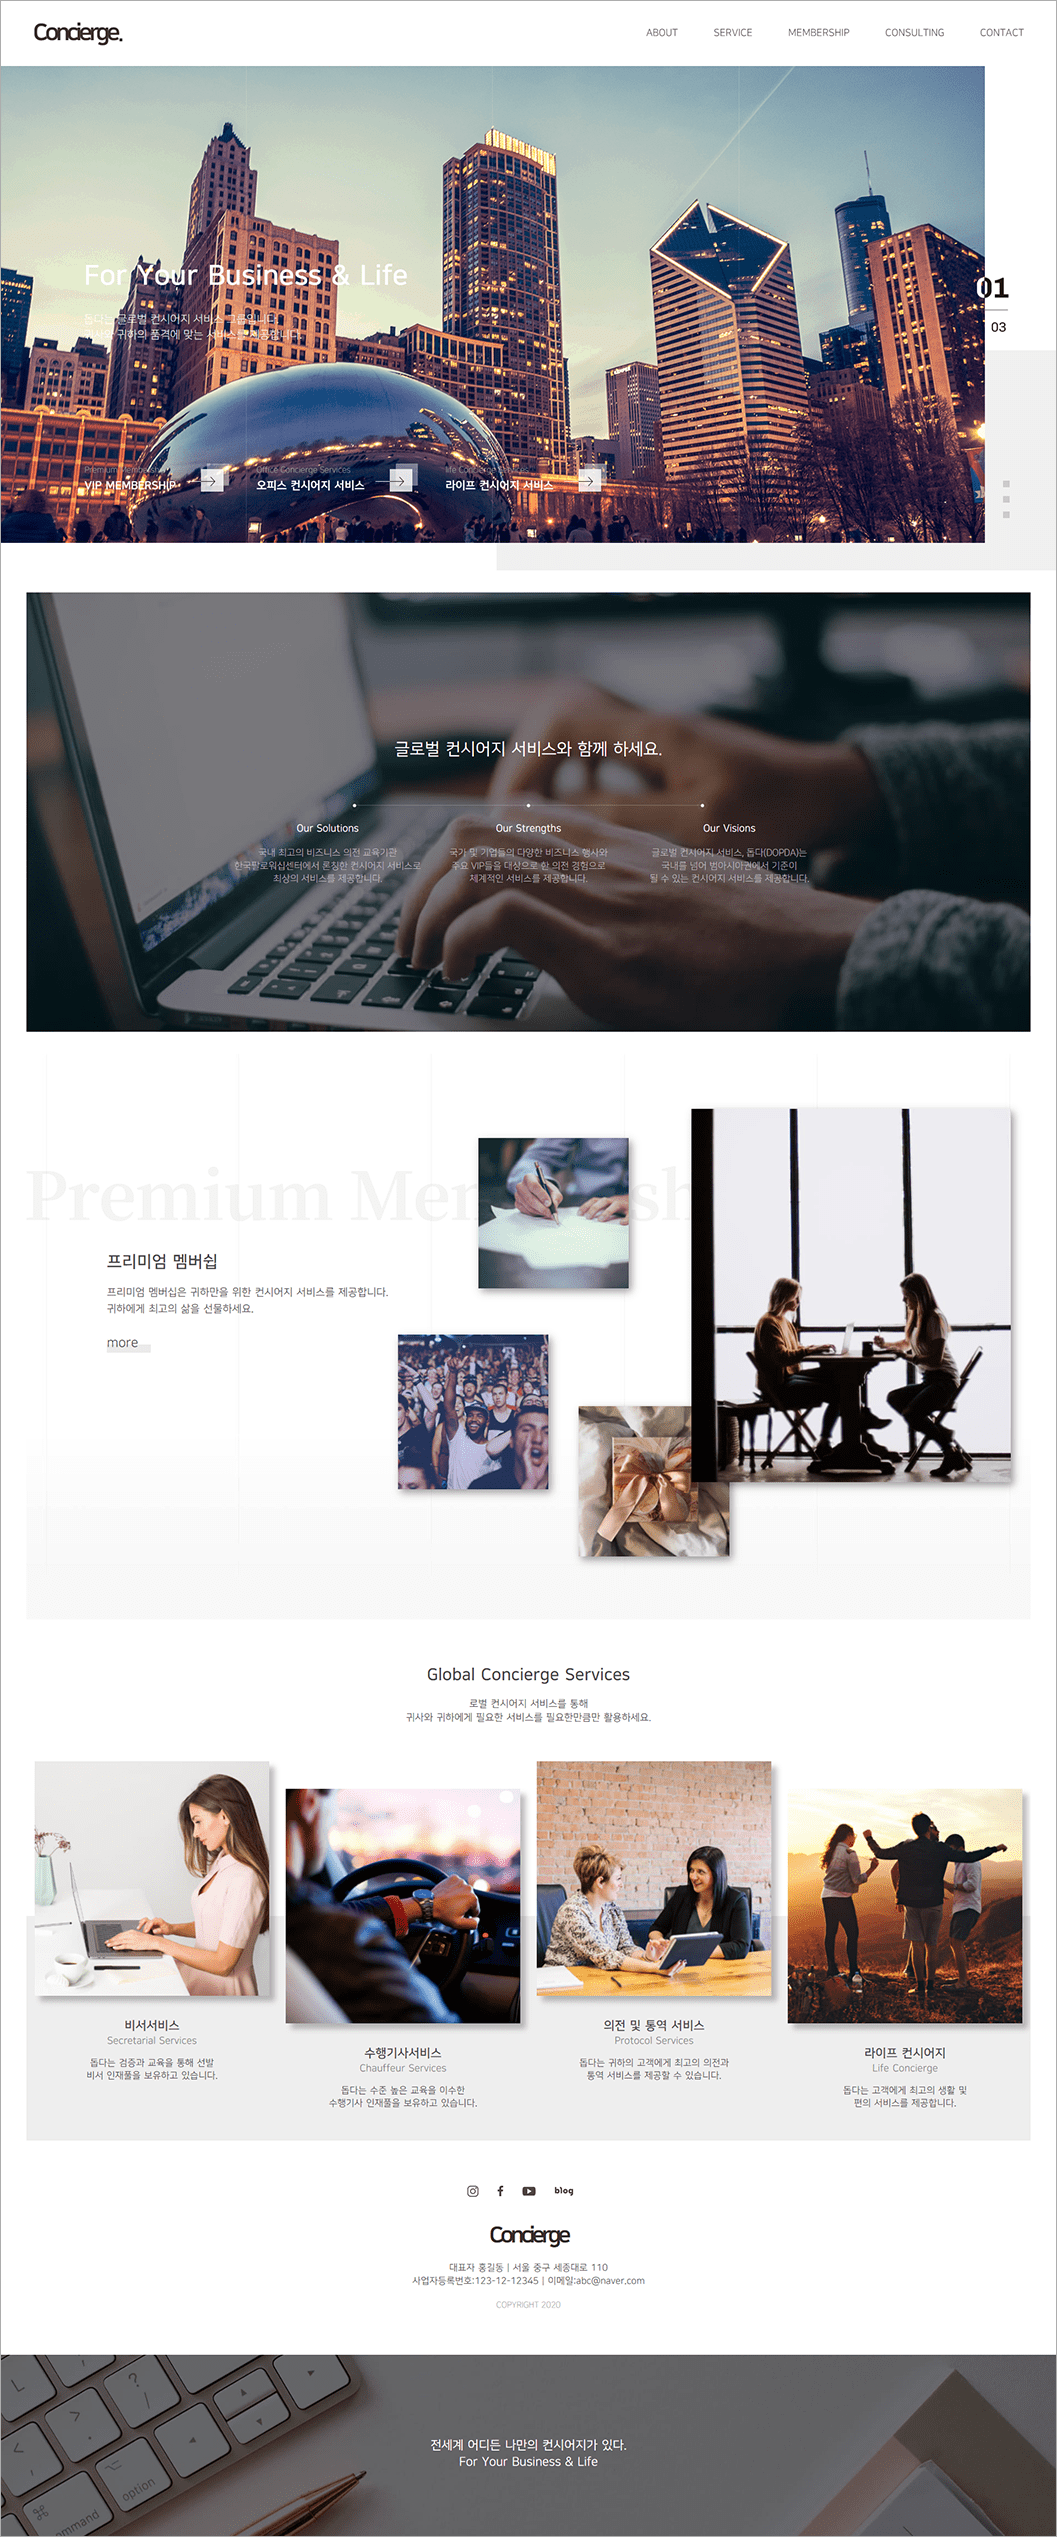 Concierge.
ABOUT
SERVICE
MEMBERSHIP
CONSULTING
CONTACT
For Your Business & Life
돕다는 글로벌 컨시어지 서비스 그룹입니다.
귀사와 귀하의 품격에 맞는 서비스를 제공합니다.
01
03
Premium Membership
VIP MEMBERSHIP
Office Concierge Services
오피스 컨시어지 서비스
life Concierge Services
라이프 컨시어지 서비스
글로벌 컨시어지 서비스와 함께 하세요.
Our Solutions
국내 최고의 비즈니스 의전 교육기관
한국팔로워십센터에서 론칭한 컨시어지 서비스로
최상의 서비스를 제공합니다.
Our Strengths
국가 및 기업들의 다양한 비즈니스 행사와
주요 VIP들을 대상으로 한 의전 경험으로
체계적인 서비스를 제공합니다.
Our Visions
글로벌 컨시어지 서비스, 돕다(DOPDA)는
국내를 넘어 범아시아권에서 기준이
될 수 있는 컨시어지 서비스를 제공합니다.
Premium Mem sh
프리미엄 멤버쉽
프리미엄 멤버십은 귀하만을 위한 컨시어지 서비스를 제공합니다.
귀하에게 최고의 삶을 선물하세요.
more
Global Concierge Services
로벌 컨시어지 서비스를 통해
귀사와 귀하에게 필요한 서비스를 필요한만큼만 활용하세요.
비서서비스
Secretarial Services
돕다는 검증과 교육을 통해 선발
비서 인재풀을 보유하고 있습니다.
수행기사서비스
Chauffeur Services
돕다는 수준 높은 교육을 이수한
수행기사 인재풀을 보유하고 있습니다.
의전 및 통역 서비스
Protocol Services
돕다는 귀하의 고객에게 최고의 의전과
통역 서비스를 제공할 수 있습니다.
라이프 컨시어지
Life Concierge
돕다는 고객에게 최고의 생활 및
편의 서비스를 제공합니다.
blog
Concierge
대표자 홍길동 | 서울 중구 세종대로 110
사업자등록번호:123-12-12345 | 이메일:abc@naver.com
COPYRIGHT 2020
전세계 어디든 나만의 컨시어지가 있다.
For Your Business & Life
option
command